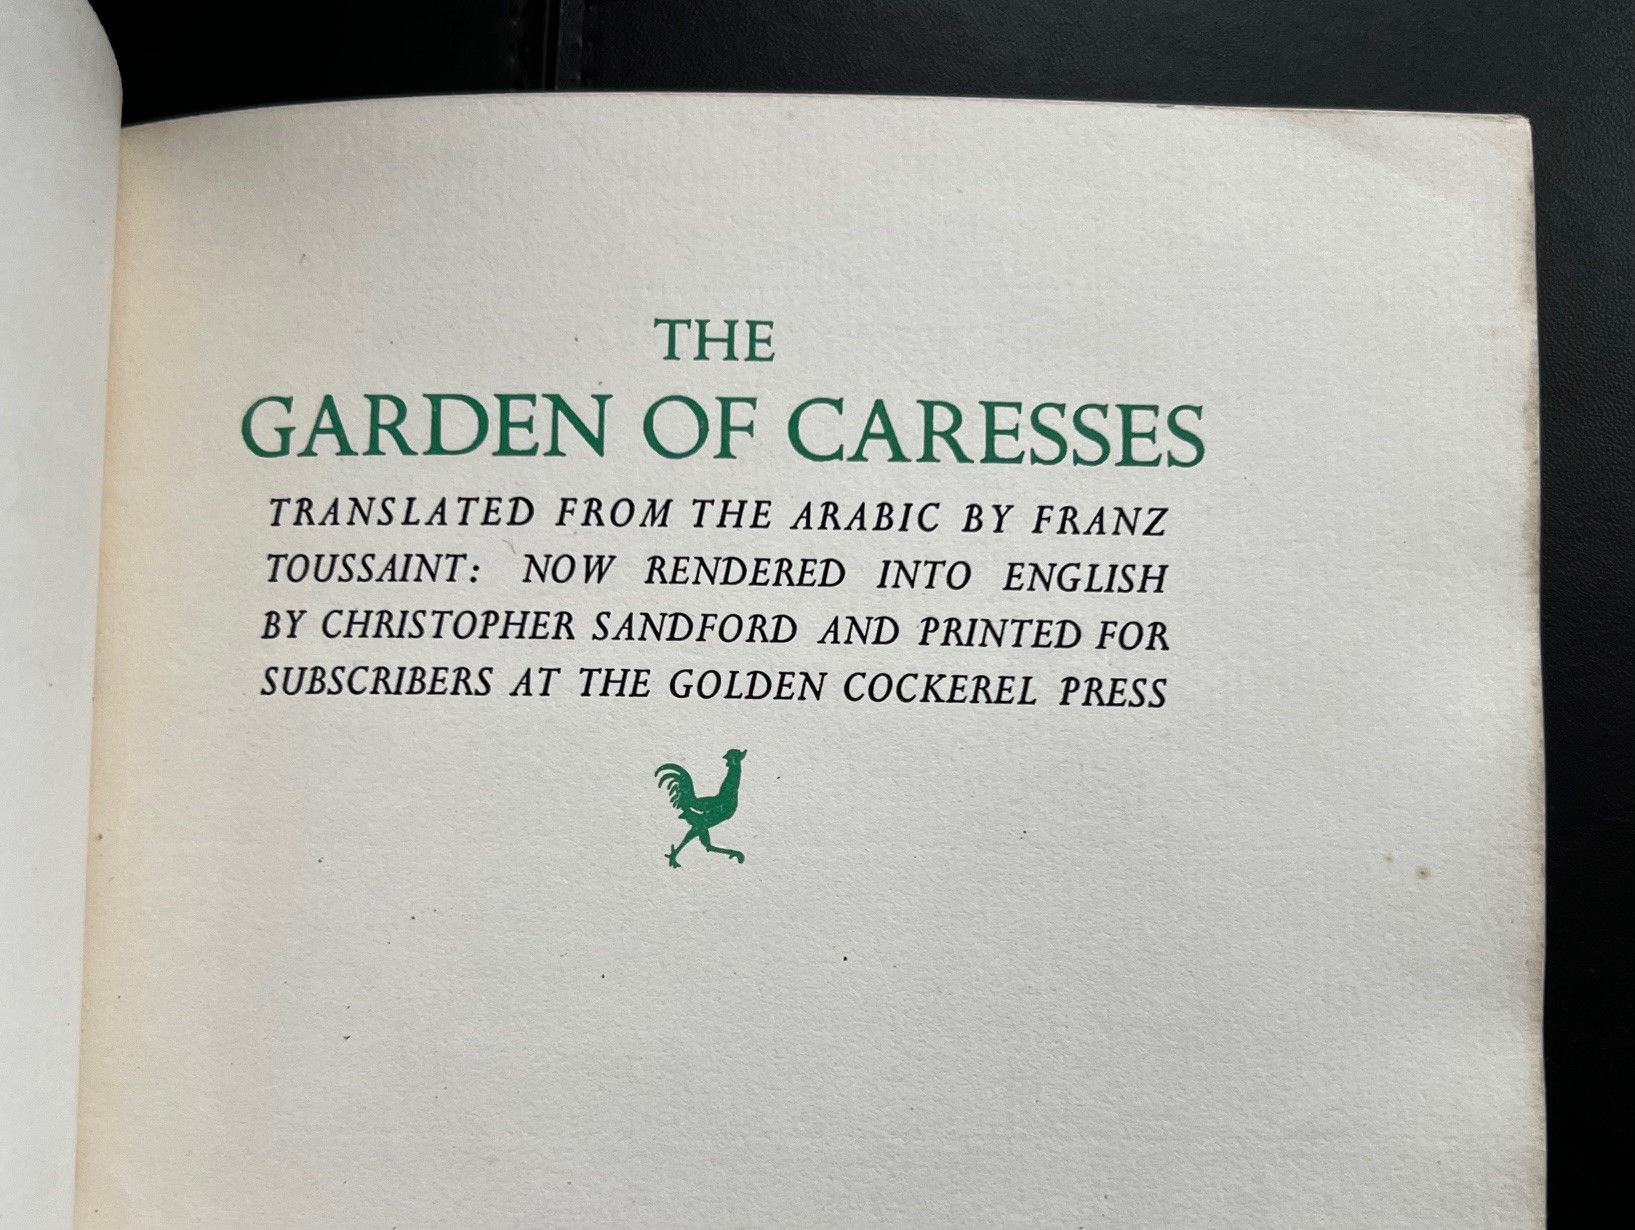 THE
GARDEN OF CARESSES
TRANSLATED FROM THE ARABIC BY FRANZ
TOUSSAINT: NOW RENDERED INTO ENGLISH
BY CHRISTOPHER SANDFORD AND PRINTED FOR
SUBSCRIBERS AT THE GOLDEN COCKEREL PRESS